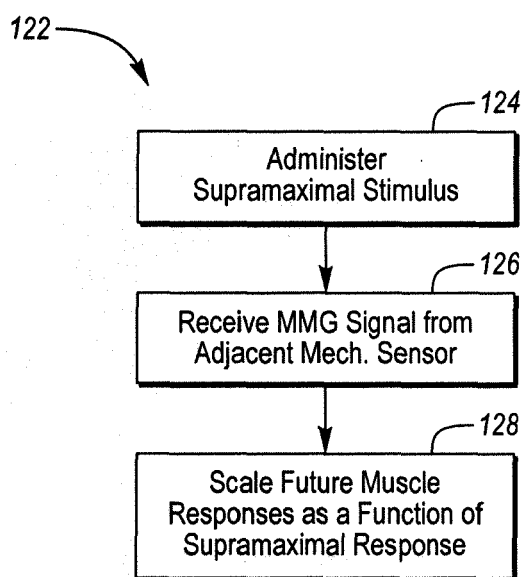 122
124
Administer
Supramaximal Stimulus
126
Receive MMG Signal from
Adjacent Mech. Sensor
128
Scale Future Muscle
Responses as a Function of
Supramaximal Response